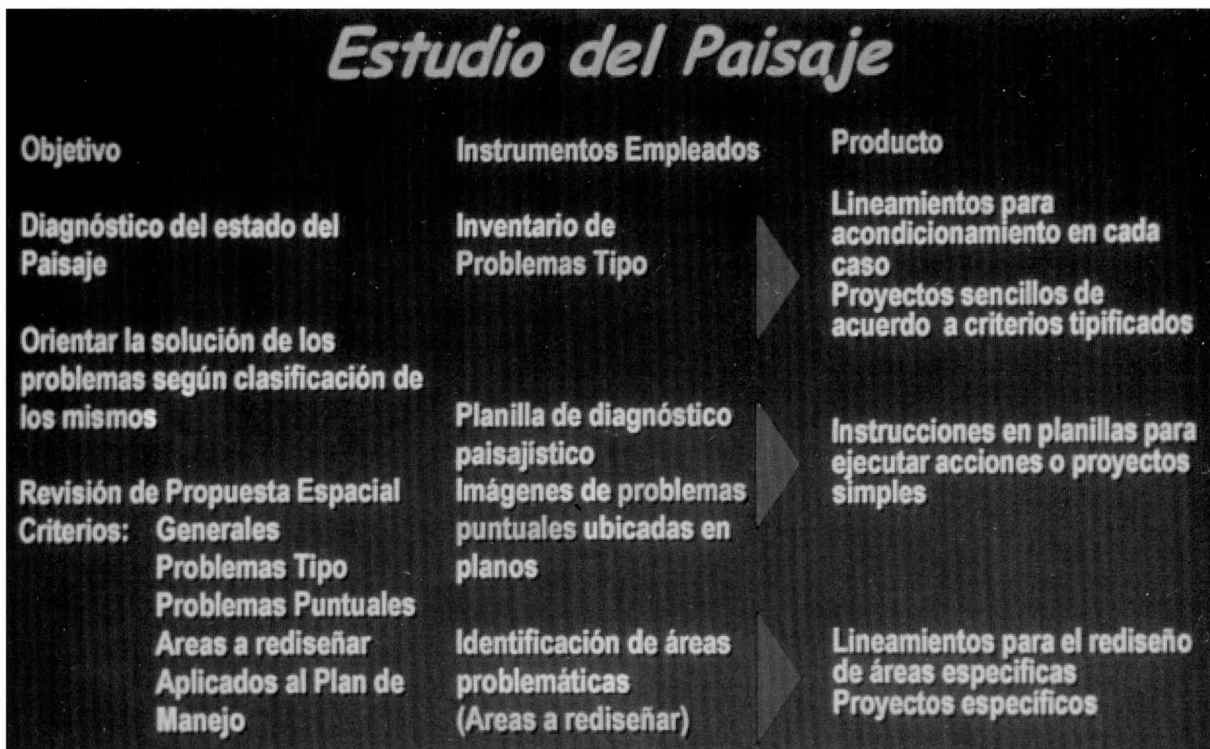 Estudio del Paisaje
Objetivo
Diagnóstico del estado del
Paisaje
Orientar la solución de los
problemas según clasificación de
los mismos
Revisión de Propuesta Espacial
Criterios: Generales
Problemas Tipo
Problemas Puntuales
Areas a rediseñar
Aplicados al Plan de
Manejo
Instrumentos Empleados
Inventario de
Problemas Tipo
Planilla de diagnóstico
paisajístico
Imágenes de problemas
puntuales ubicadas en
planos
Identificación de áreas
problemáticas
(Areas a rediseñar)
Producto
Lineamientos para
acondicionamiento en cada
caso
Proyectos sencillos de
acuerdo a criterios tipificados
Instrucciones en planillas para
ejecutar acciones o proyectos
simples
Lineamientos para el rediseño
de áreas especificas
Proyectos específicos